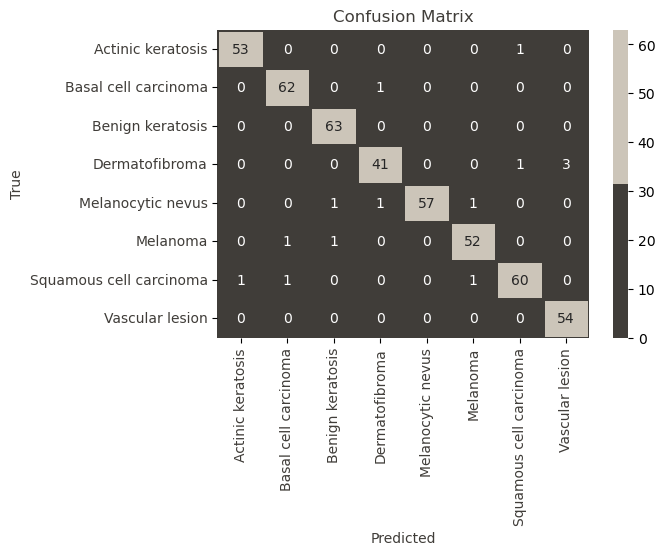 Confusion Matrix
Actinic keratosis 53 0 0 0 0 0 1 0
Basal cell carcinoma 0 62 0 1 0 0 0 0
Benign keratosis 0 0 63 0 0 0 0 0
Dermatofibroma 0 0 0 41 0 0 1 3
Melanocytic nevus 0 0 1 1 57 1 0 0
Melanoma 0 1 1 0 0 52 0 0
Squamous cell carcinoma 1 1 0 0 0 1 60 0
Vascular lesion 0 0 0 0 0 0 0 54
True
Actinic keratosis
Basal cell carcinoma
Benign keratosis
Dermatofibroma
Melanocytic nevus
Melanoma
Squamous cell carcinoma
Vascular lesion
Predicted
60
50
40
30
20
10
0